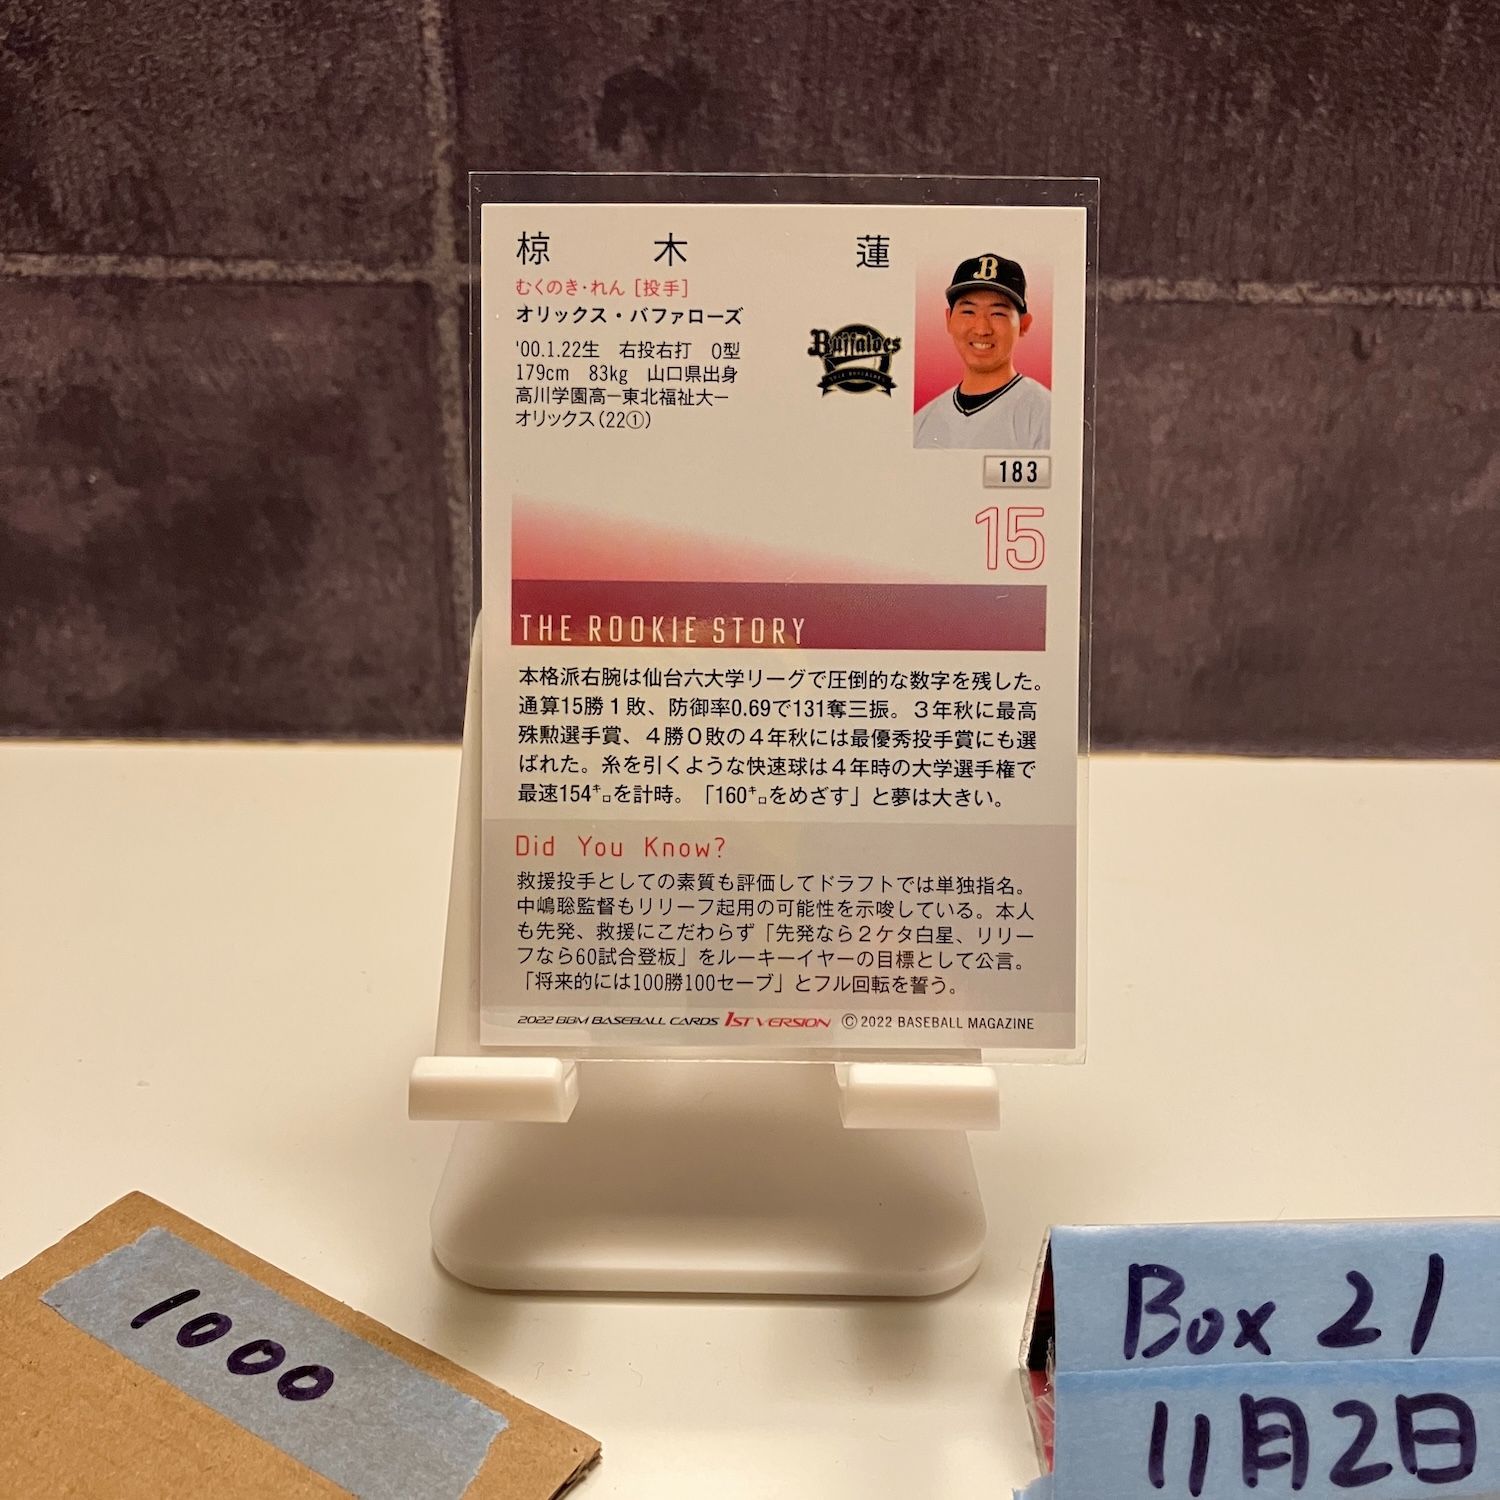 椋木 蓮
むくのき・れん［投手］
オリックス・バファローズ
'00.1.22生 右投右打 O型
179cm 83kg 山口県出身
高川学園高ー東北福祉大ー
オリックス（22①）
Buffaloes
B
183
15
THE ROOKIE STORY
本格派右腕は仙台六大学リーグで圧倒的な数字を残した。
通算15勝１敗、防御率0.69で131奪三振。３年秋に最高
殊勲選手賞、４勝０敗の４年秋には最優秀投手賞にも選
ばれた。糸を引くような快速球は４年時の大学選手権で
最速154㌔を計時。「160㌔をめざす」と夢は大きい。
Did You Know?
救援投手としての素質も評価してドラフトでは単独指名。
中嶋聡監督もリリーフ起用の可能性を示唆している。本人
も先発、救援にこだわらず「先発なら２ケタ白星、リリー
フなら60試合登板」をルーキーイヤーの目標として公言。
「将来的には100勝100セーブ」とフル回転を誓う。
2022 BBM BASEBALL CARDS 1ST VERSION © 2022 BASEBALL MAGAZINE
1000
Box 21
11月2日